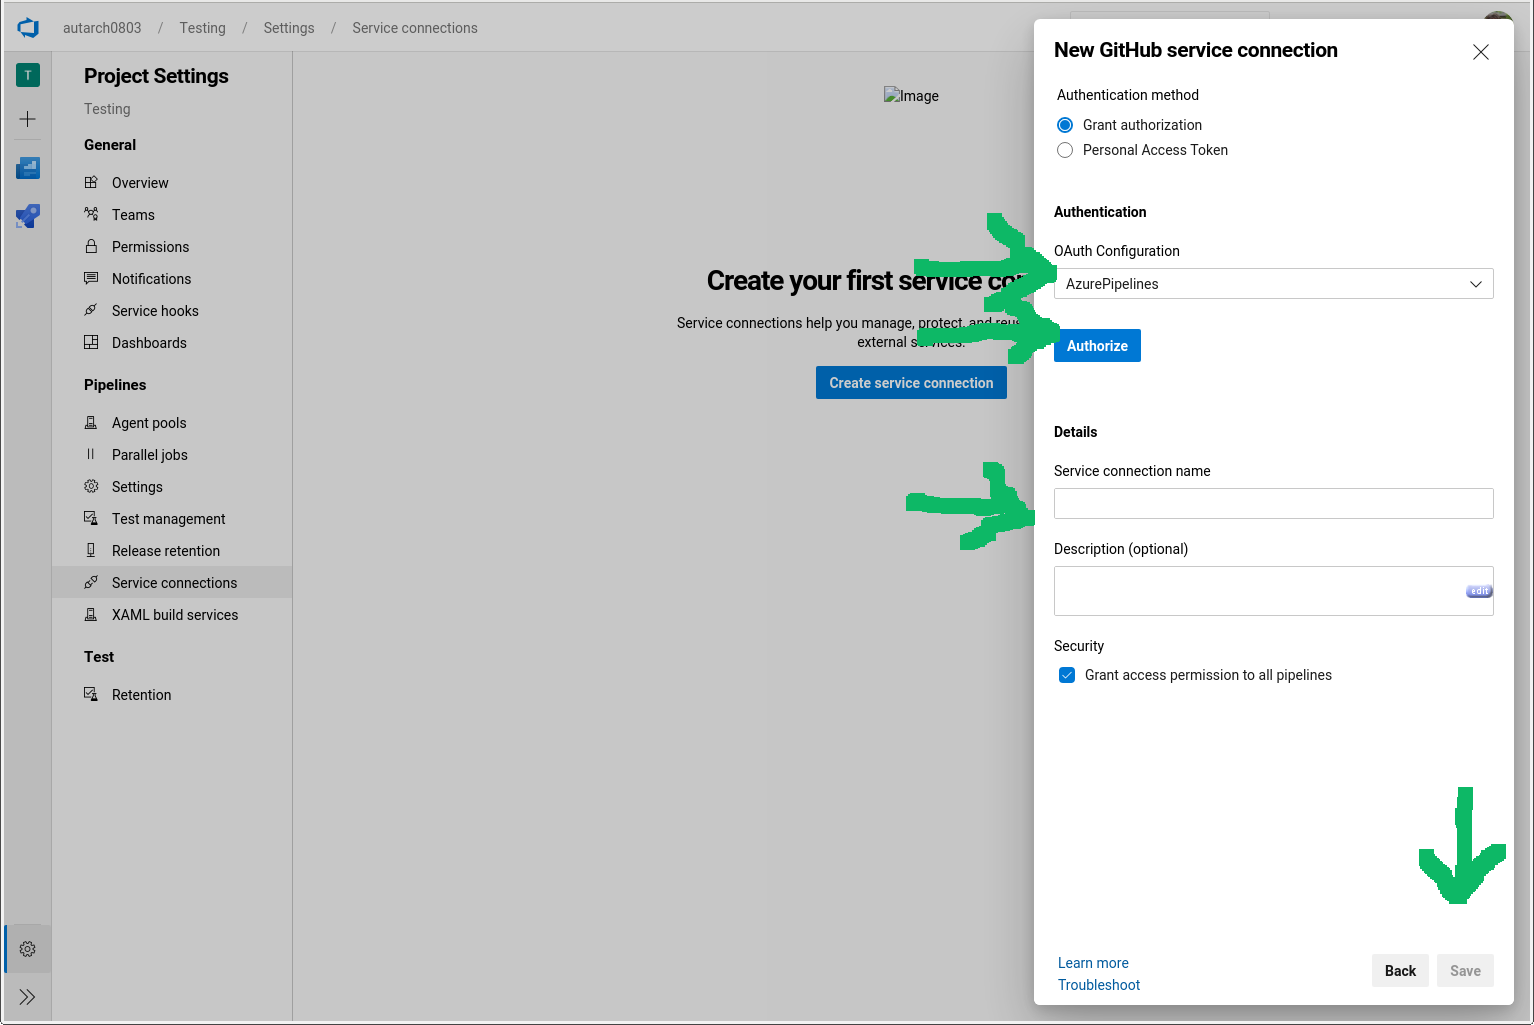 autarch0803 / Testing / Settings / Service connections
T
Project Settings
Testing
General
Overview
Teams
Permissions
Notifications
Service hooks
Dashboards
Pipelines
Agent pools
Parallel jobs
Settings
Test management
Release retention
Service connections
XAML build services
Test
Retention
Image
Create your first service con
Service connections help you manage, protect, and reus
external services.
Create service connection
New GitHub service connection
Authentication method
Grant authorization
Personal Access Token
Authentication
OAuth Configuration
AzurePipelines
Authorize
Details
Service connection name
Description (optional)
edit
Security
Grant access permission to all pipelines
Learn more
Troubleshoot
Back
Save